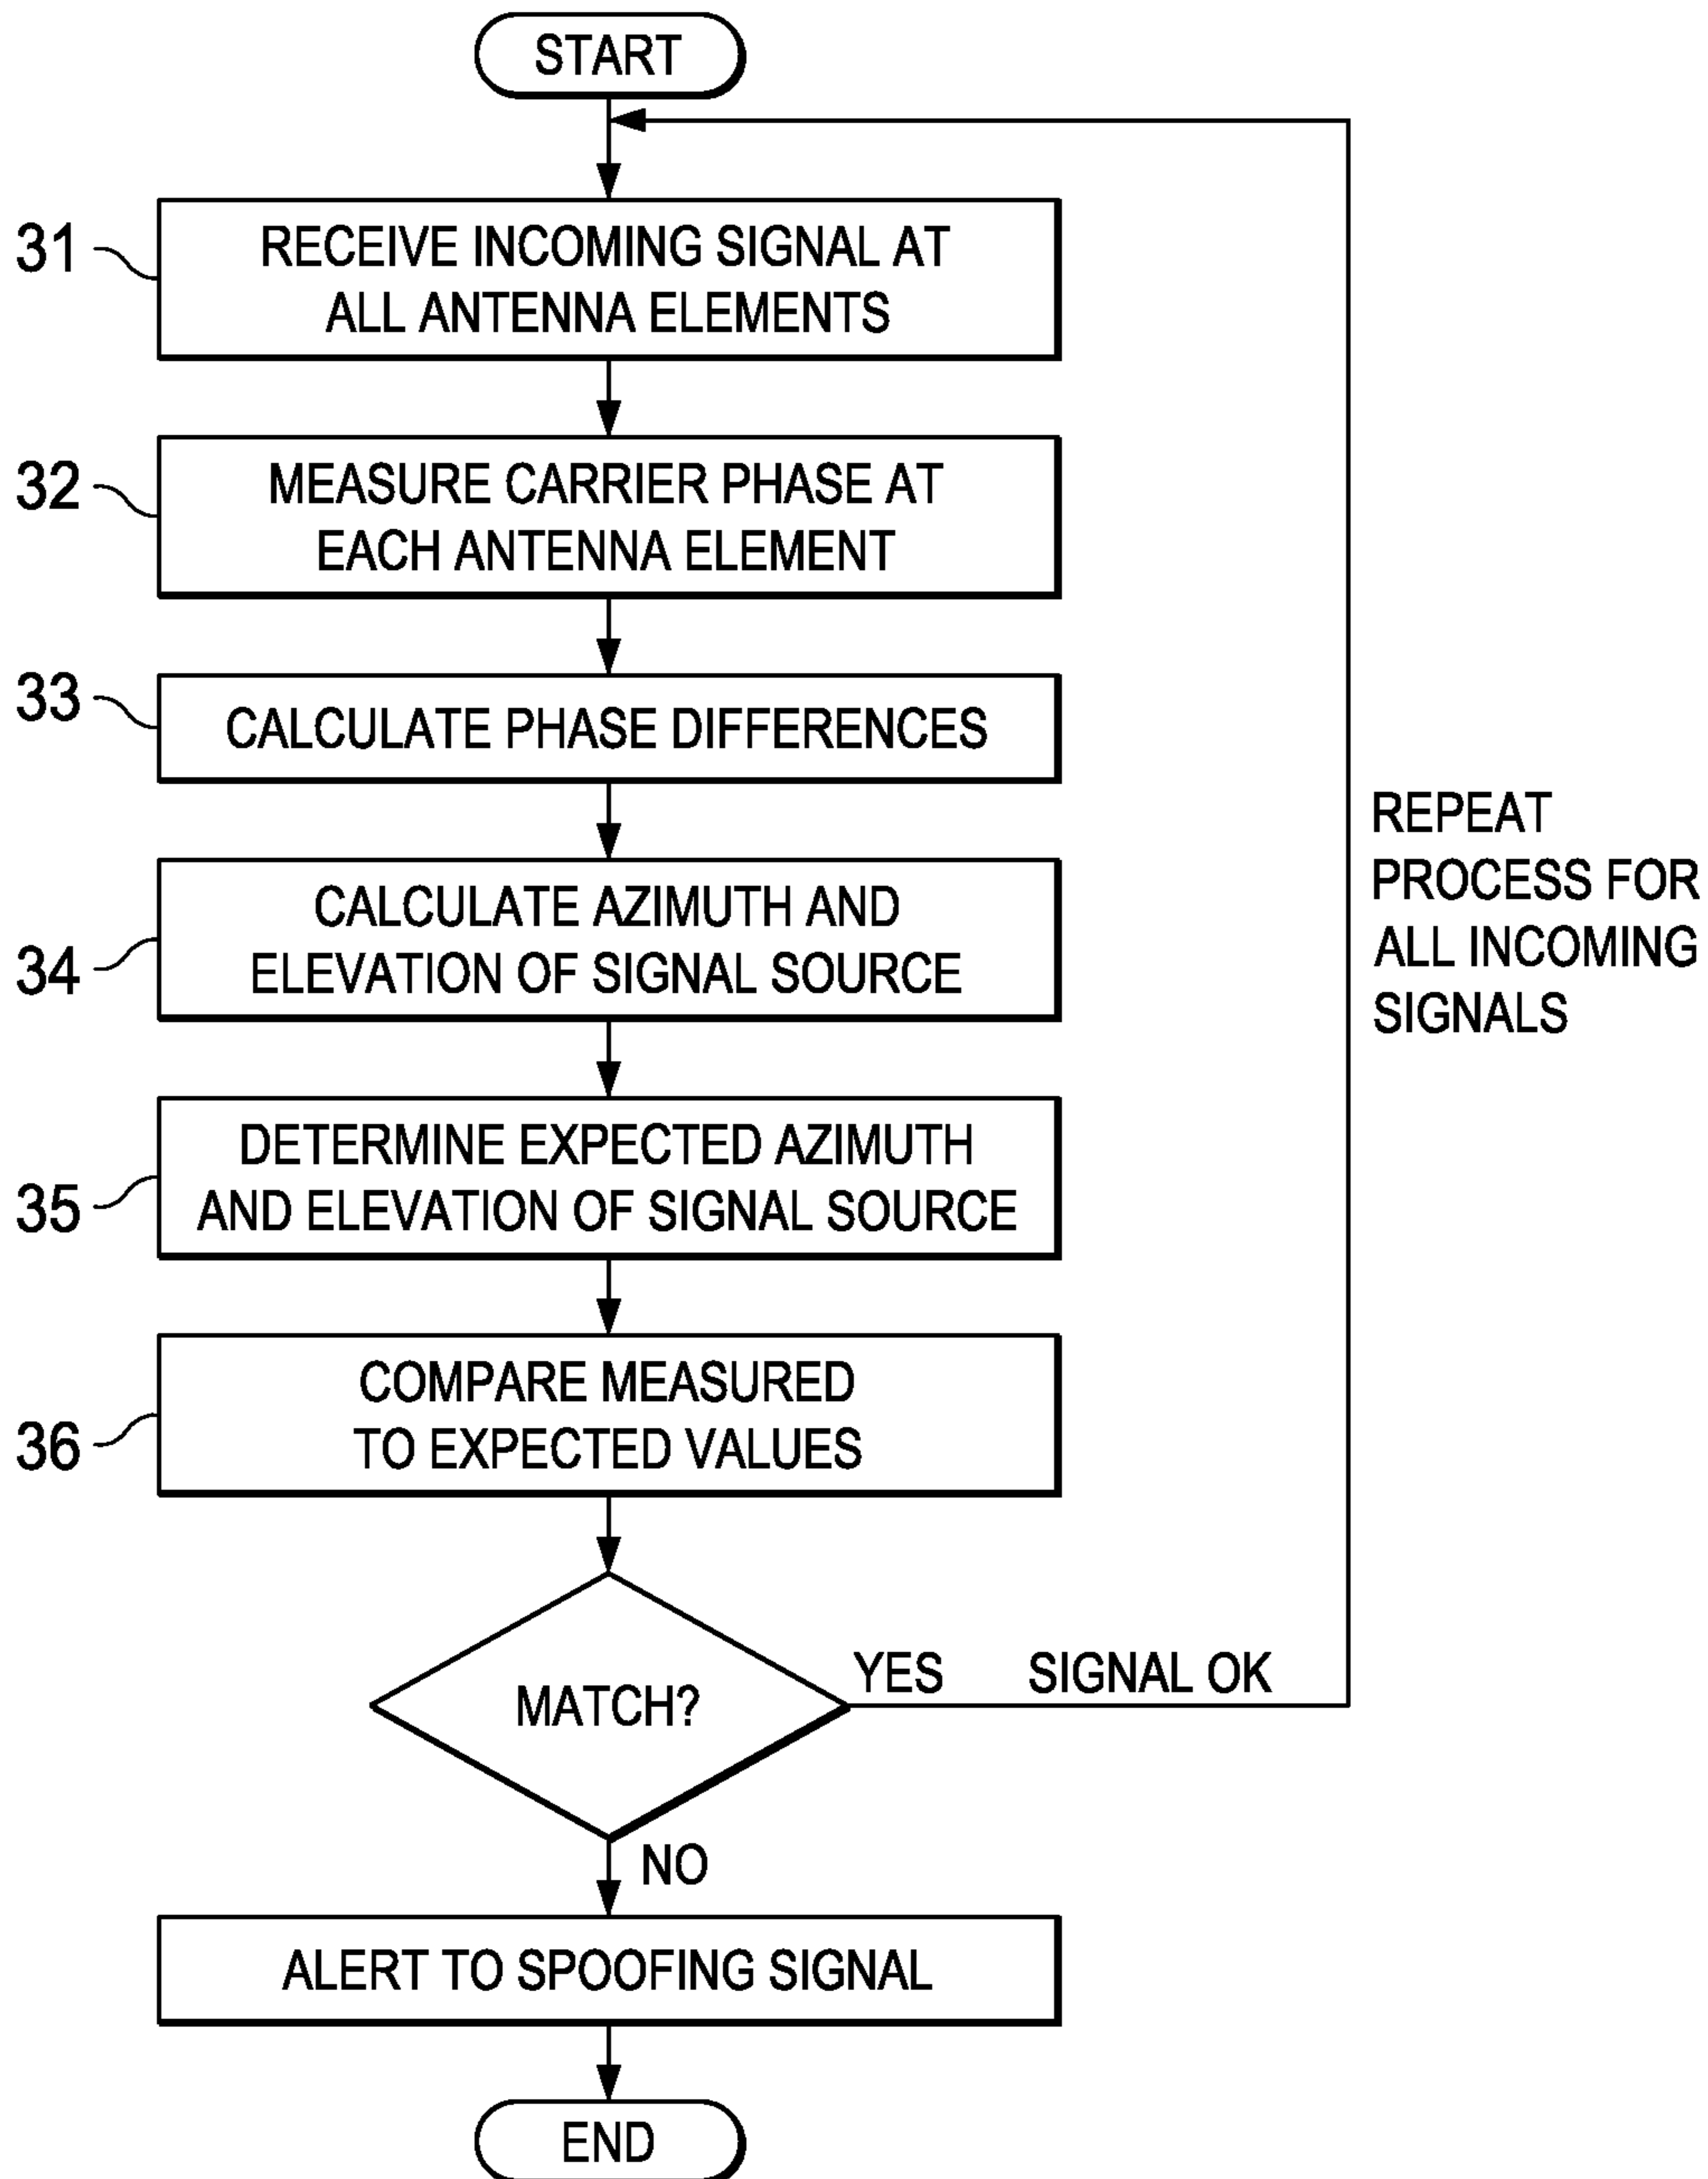 START
31
RECEIVE INCOMING SIGNAL AT
ALL ANTENNA ELEMENTS
32
MEASURE CARRIER PHASE AT
EACH ANTENNA ELEMENT
33
CALCULATE PHASE DIFFERENCES
34
CALCULATE AZIMUTH AND
ELEVATION OF SIGNAL SOURCE
35
DETERMINE EXPECTED AZIMUTH
AND ELEVATION OF SIGNAL SOURCE
36
COMPARE MEASURED
TO EXPECTED VALUES
MATCH?
YES
SIGNAL OK
REPEAT
PROCESS FOR
ALL INCOMING
SIGNALS
NO
ALERT TO SPOOFING SIGNAL
END